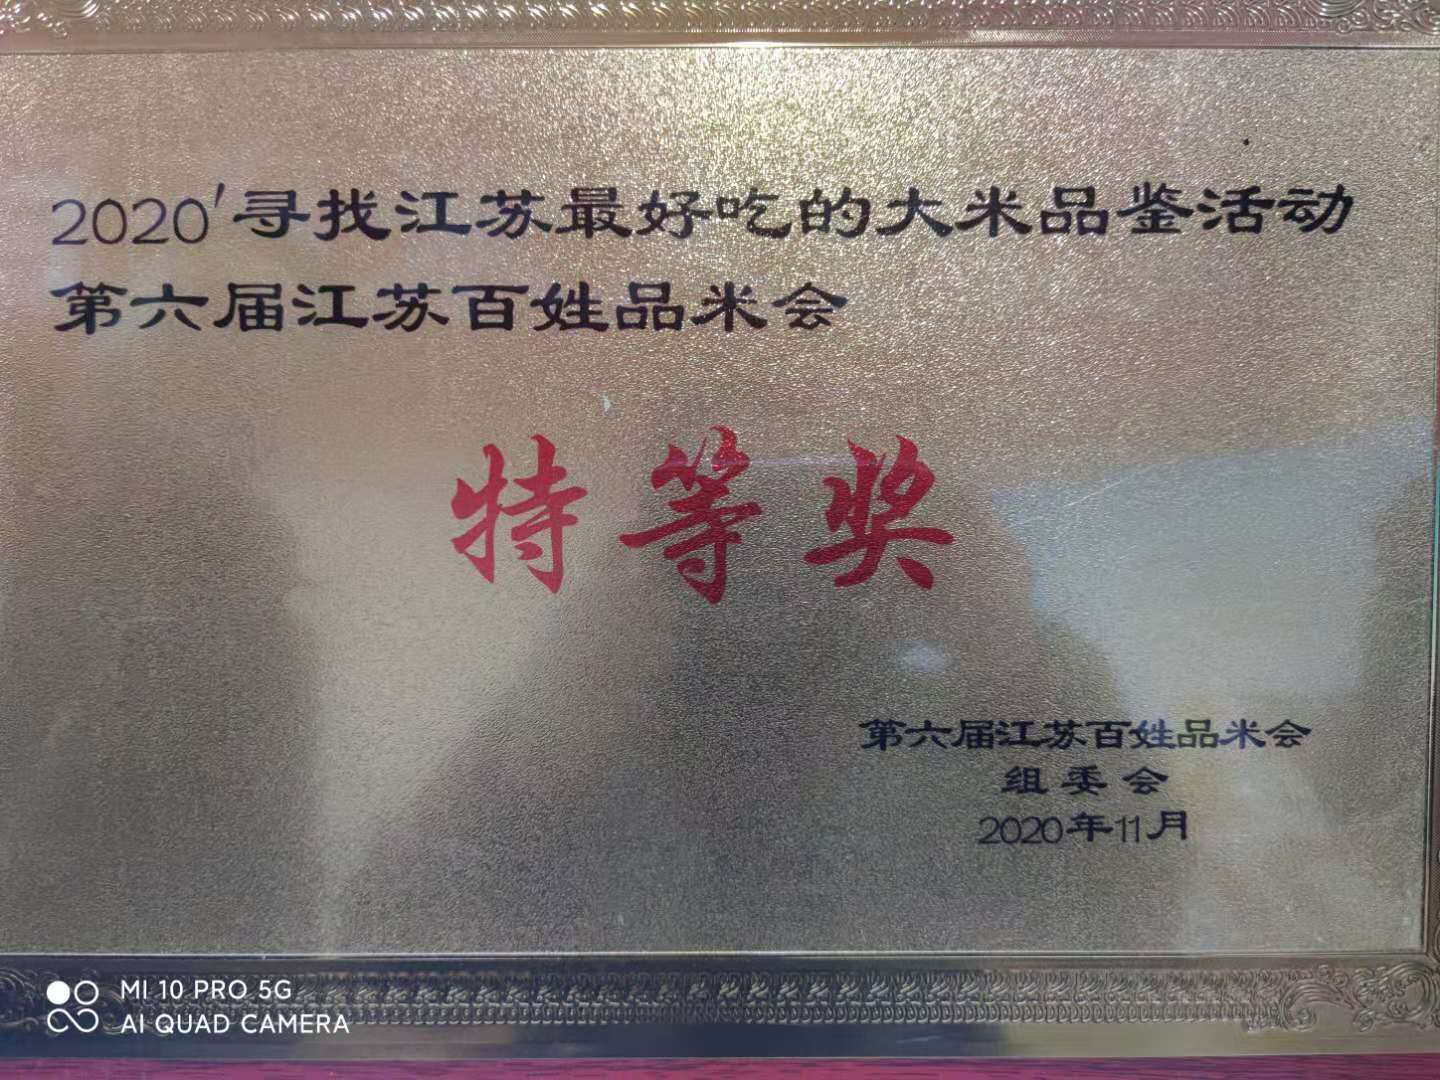 2020'寻找江苏最好吃的大米品鉴活动
第六届江苏百姓品米会
特等奖
第六届江苏百姓品米会
组委会
2020年11月
MI 10 PRO 5G
AI QUAD CAMERA